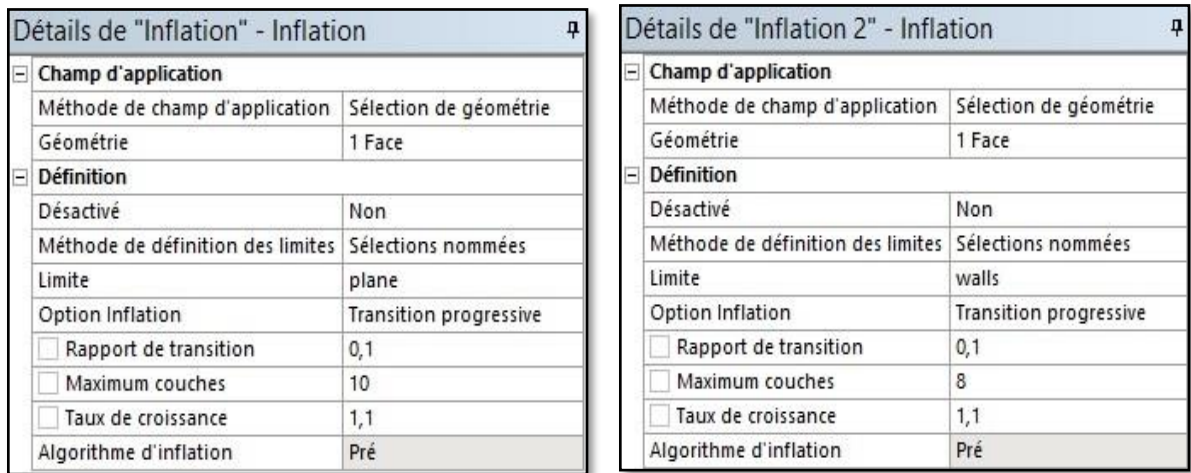 Détails de "Inflation" - Inflation
Champ d'application
Méthode de champ d'application Sélection de géométrie
Géométrie 1 Face
Définition
Désactivé Non
Méthode de définition des limites Sélections nommées
Limite plane
Option Inflation Transition progressive
Rapport de transition 0,1
Maximum couches 10
Taux de croissance 1,1
Algorithme d'inflation Pré
Détails de "Inflation 2" - Inflation
Champ d'application
Méthode de champ d'application Sélection de géométrie
Géométrie 1 Face
Définition
Désactivé Non
Méthode de définition des limites Sélections nommées
Limite walls
Option Inflation Transition progressive
Rapport de transition 0,1
Maximum couches 8
Taux de croissance 1,1
Algorithme d'inflation Pré